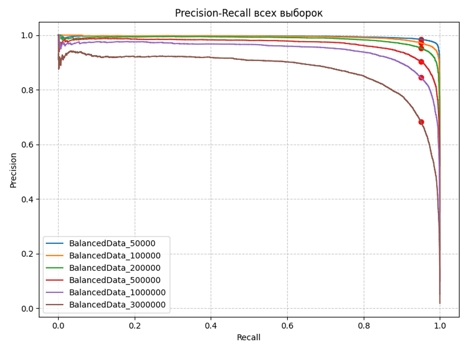 Precision-Recall всех выборок
Precision
1.0
0.8
0.6
0.4
0.2
0.0
BalancedData_50000
BalancedData_100000
BalancedData_200000
BalancedData_500000
BalancedData_1000000
BalancedData_3000000
0.0 0.2 0.4 0.6 0.8 1.0
Recall